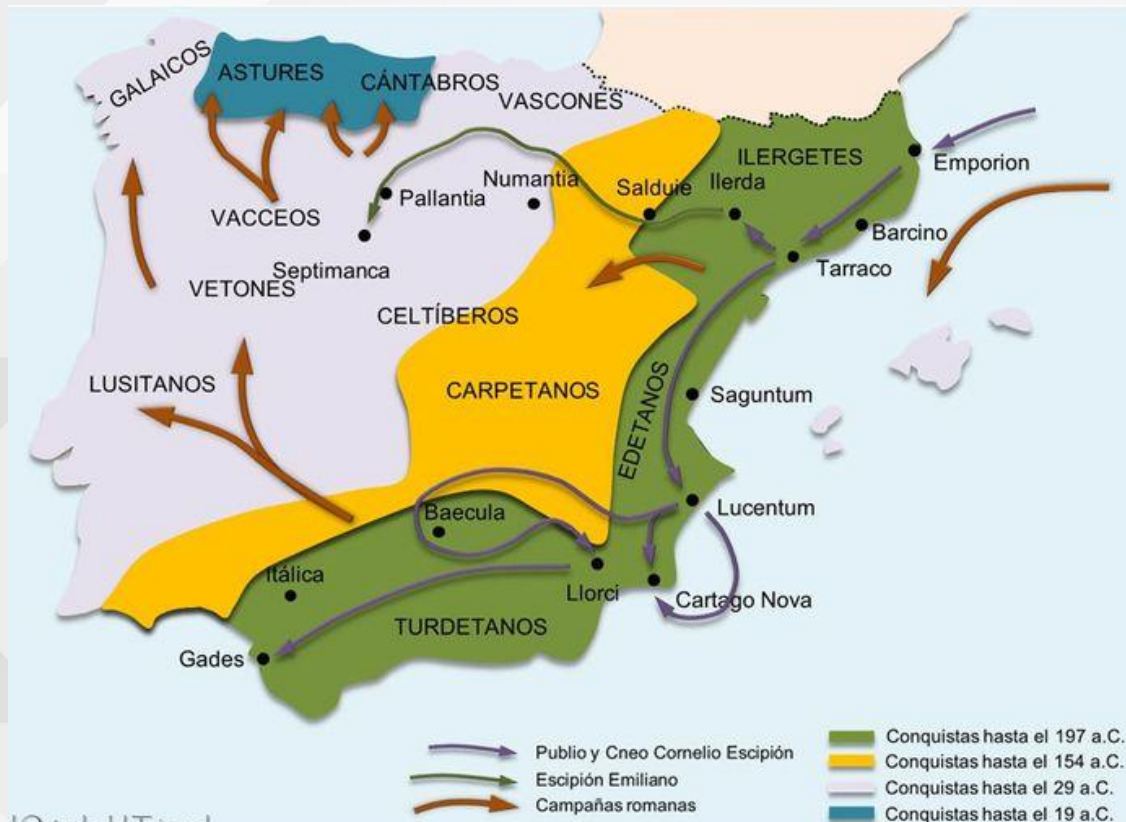 GALAICOS
ASTURES
CÁNTABROS
VASCONES
ILERGETES
Emporion
Numantia
Salduie
Ilerda
Pallantia
VACCEOS
Barcino
Tarraco
Septimanca
VETONES
CELTÍBEROS
LUSITANOS
CARPETANOS
EDETANOS
Saguntum
Lucentum
Baecula
Itálica
Llorci
Cartago Nova
TURDETANOS
Gades
Publio y Cneo Cornelio Escipión
Escipión Emiliano
Campañas romanas
Conquistas hasta el 197 a.C.
Conquistas hasta el 154 a.C.
Conquistas hasta el 29 a.C.
Conquistas hasta el 19 a.C.